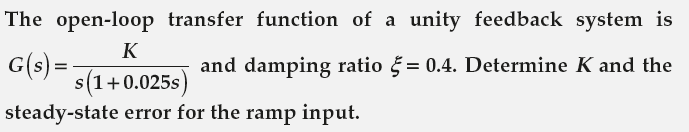 The open-loop transfer function of a unity feedback system is
G(s) = K / s(1+0.025s) and damping ratio ξ = 0.4. Determine K and the
steady-state error for the ramp input.